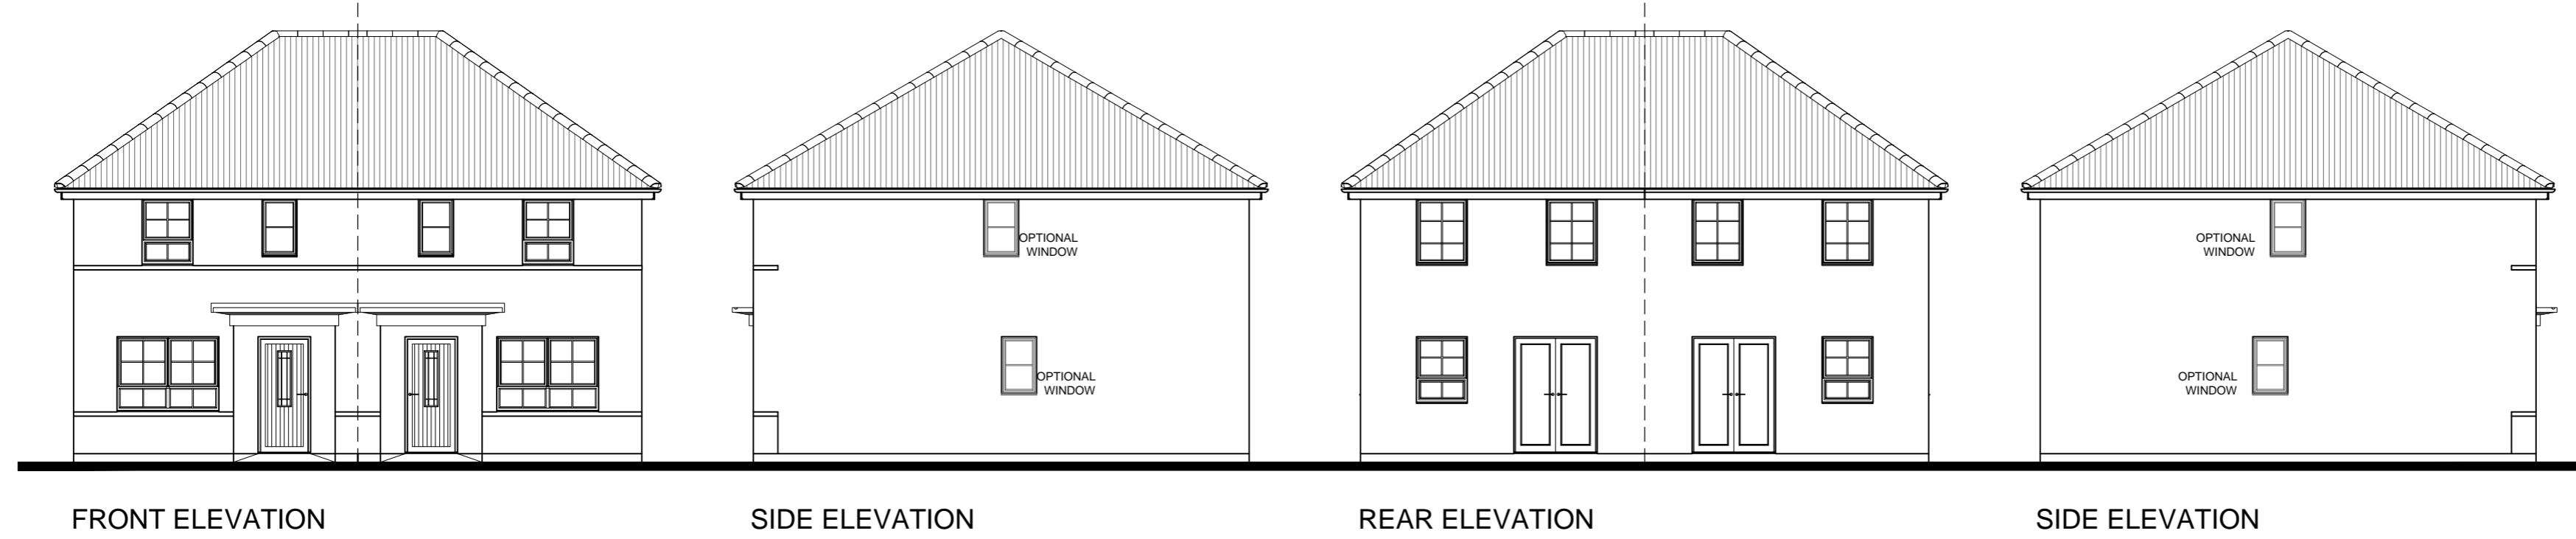 OPTIONAL
WINDOW
OPTIONAL
WINDOW
OPTIONAL
WINDOW
OPTIONAL
WINDOW
FRONT ELEVATION
SIDE ELEVATION
REAR ELEVATION
SIDE ELEVATION